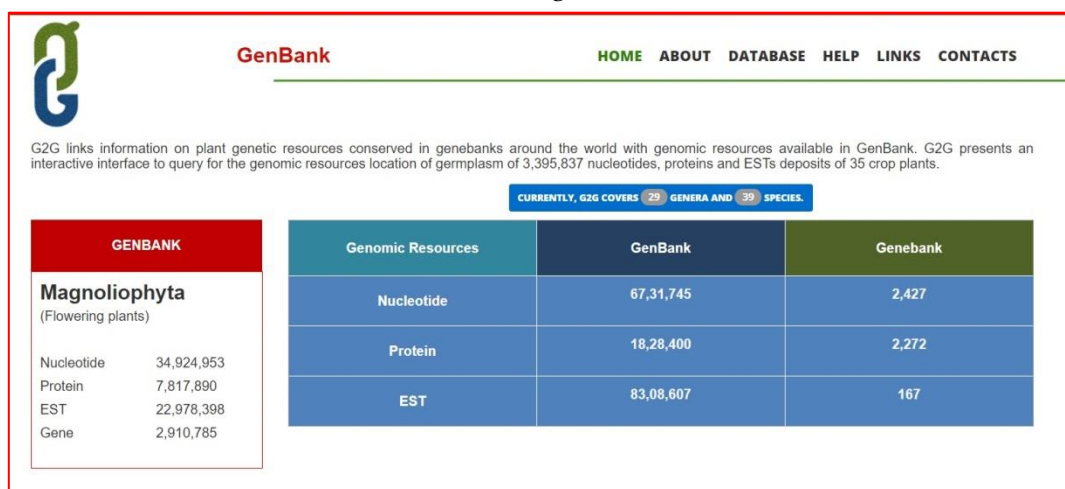 GenBank
HOME ABOUT DATABASE HELP LINKS CONTACTS
G2G links information on plant genetic resources conserved in genebanks around the world with genomic resources available in GenBank. G2G presents an
interactive interface to query for the genomic resources location of germplasm of 3,395,837 nucleotides, proteins and ESTs deposits of 35 crop plants.
CURRENTLY, G2G COVERS 29 GENERA AND 39 SPECIES.
GENBANK
Magnoliophyta
(Flowering plants)
Nucleotide 34,924,953
Protein 7,817,890
EST 22,978,398
Gene 2,910,785
Genomic Resources GenBank Genebank
Nucleotide 67,31,745 2,427
Protein 18,28,400 2,272
EST 83,08,607 167